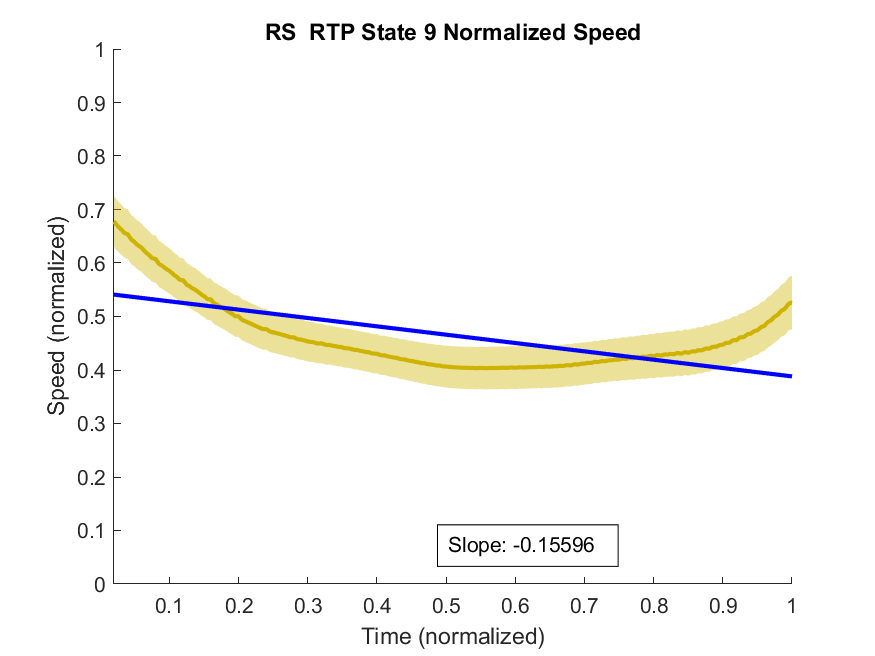 RS  RTP State 9 Normalized Speed
1
0.9
0.8
0.7
0.6
0.5
0.4
0.3
0.2
0.1
0
Speed (normalized)
Slope: -0.15596
0.1 0.2 0.3 0.4 0.5 0.6 0.7 0.8 0.9 1
Time (normalized)